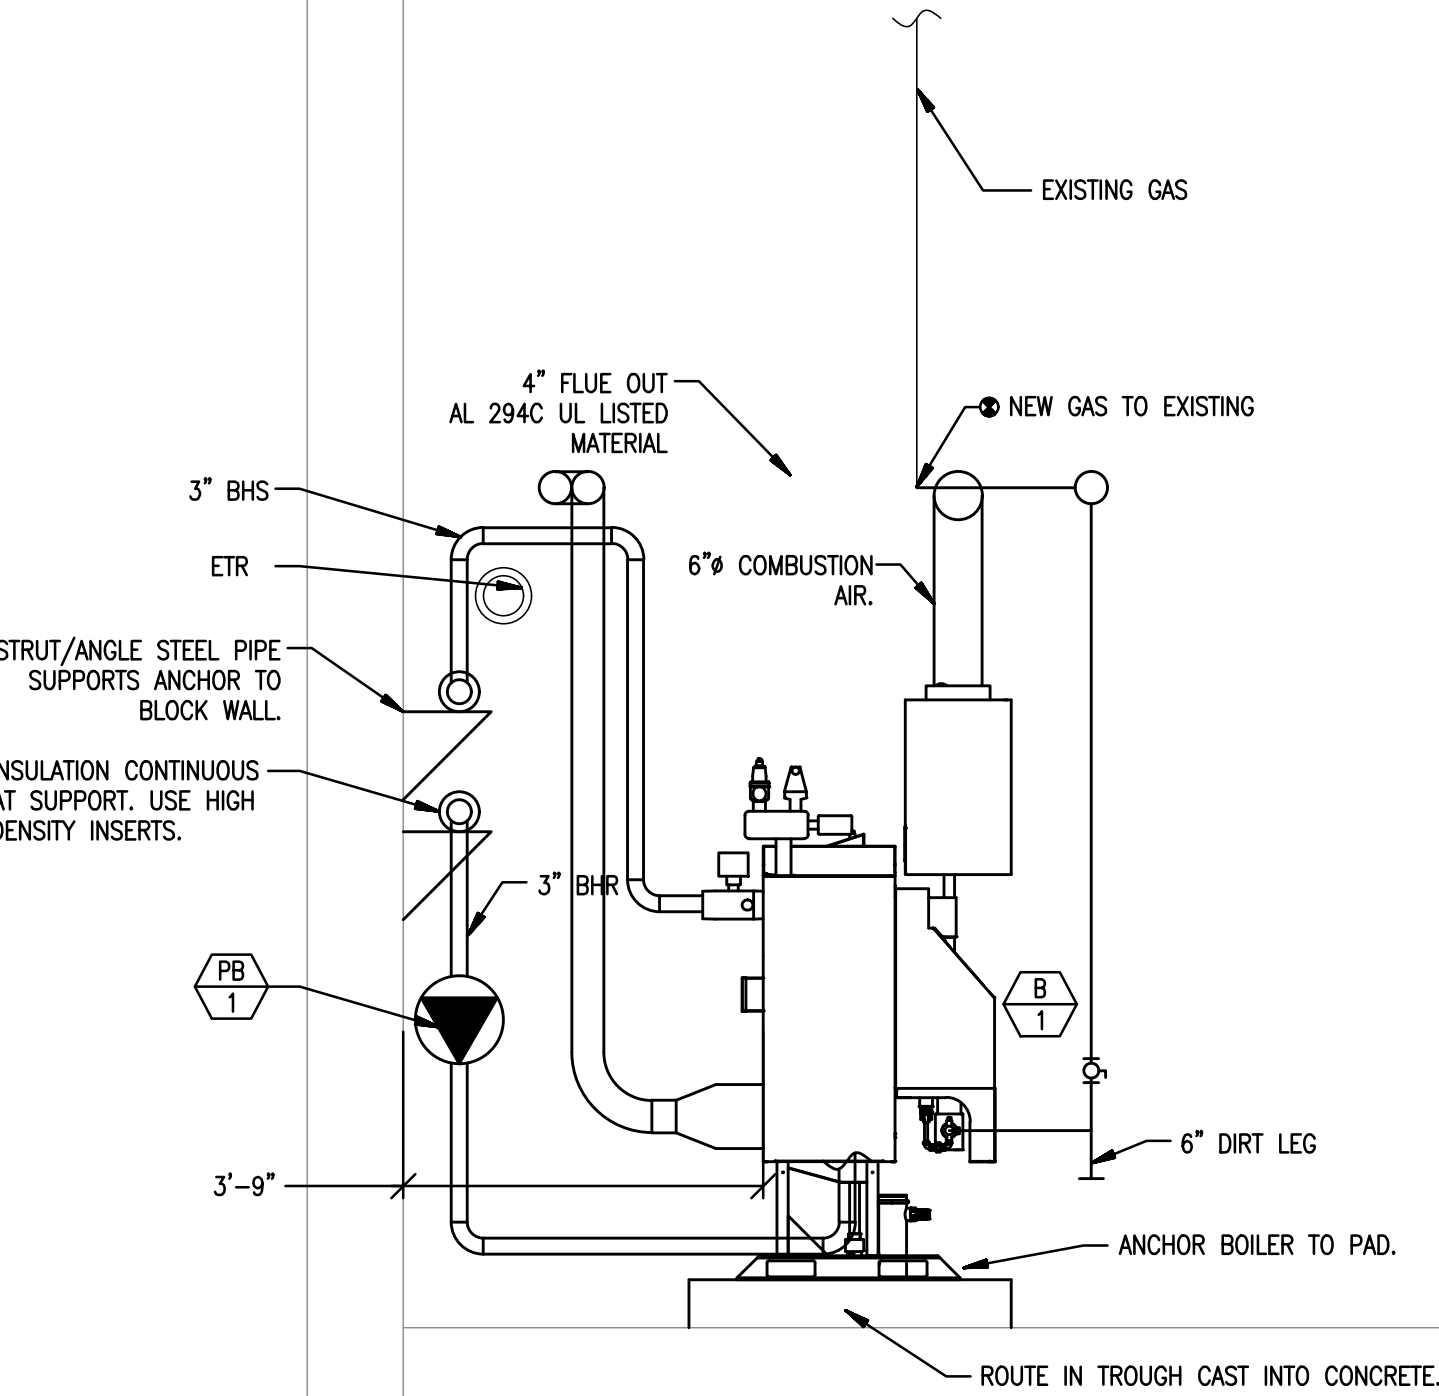 EXISTING GAS
4" FLUE OUT
AL 294C UL LISTED
MATERIAL
NEW GAS TO EXISTING
3" BHS
ETR
6"ø COMBUSTION
AIR.
STRUT/ANGLE STEEL PIPE
SUPPORTS ANCHOR TO
BLOCK WALL.
NSULATION CONTINUOUS
AT SUPPORT. USE HIGH
DENSITY INSERTS.
3" BHR
PB
1
B
1
6" DIRT LEG
3'-9"
ANCHOR BOILER TO PAD.
ROUTE IN TROUGH CAST INTO CONCRETE.